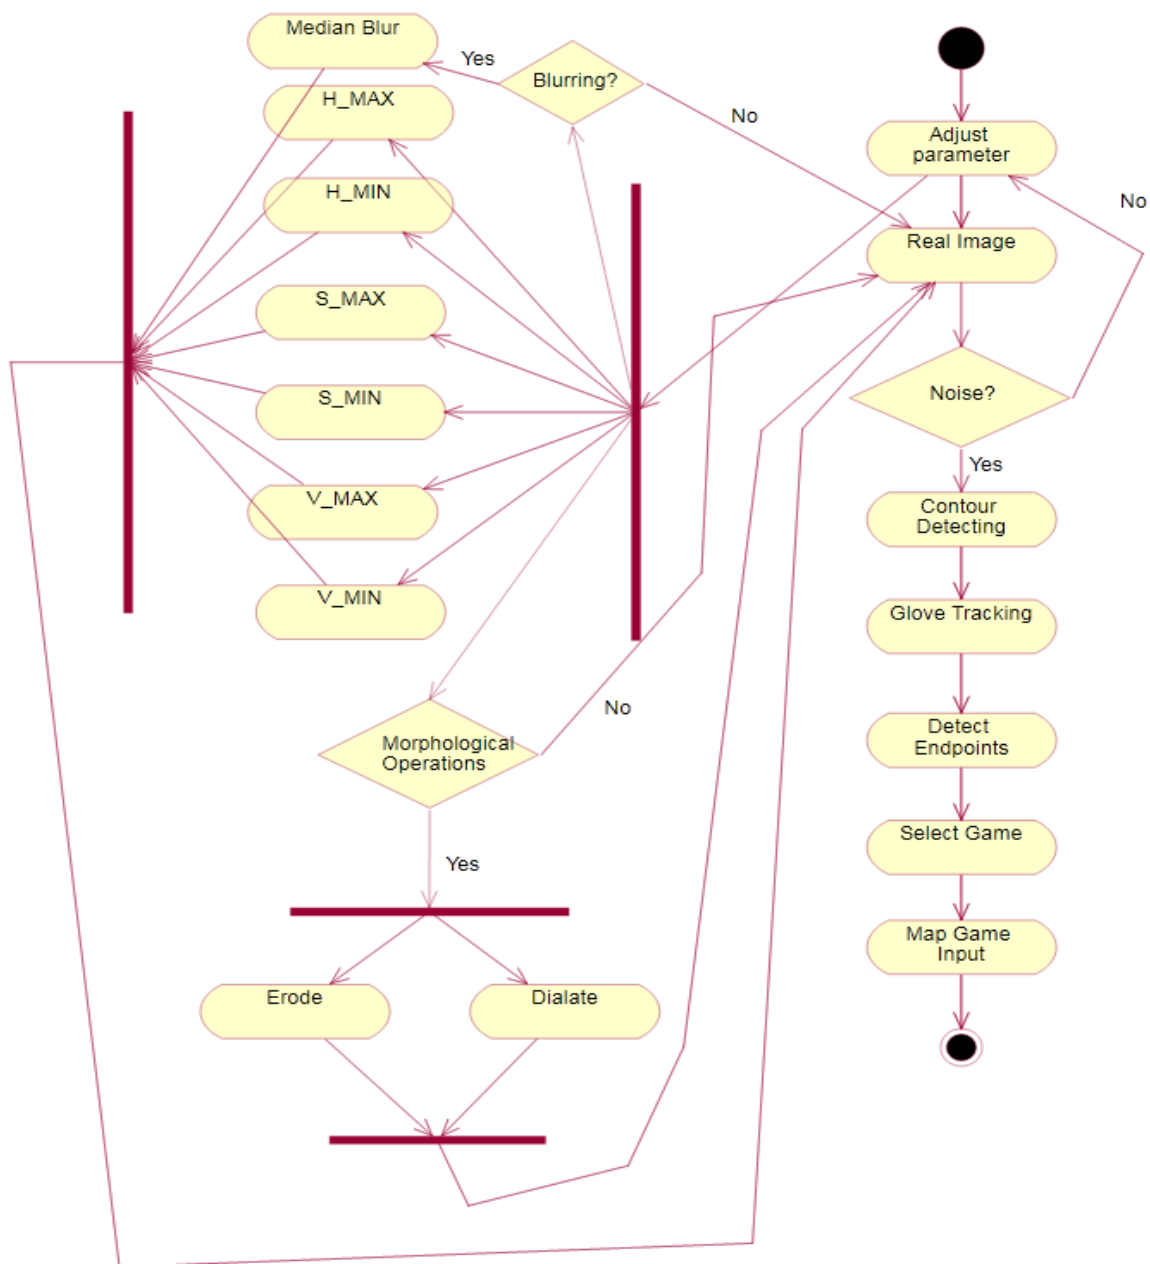 Median Blur
Yes
Blurring?
No
H_MAX
H_MIN
S_MAX
S_MIN
V_MAX
V_MIN
Morphological
Operations
No
Yes
Erode
Dialate
Adjust
parameter
No
Real Image
Noise?
Yes
Contour
Detecting
Glove Tracking
Detect
Endpoints
Select Game
Map Game
Input